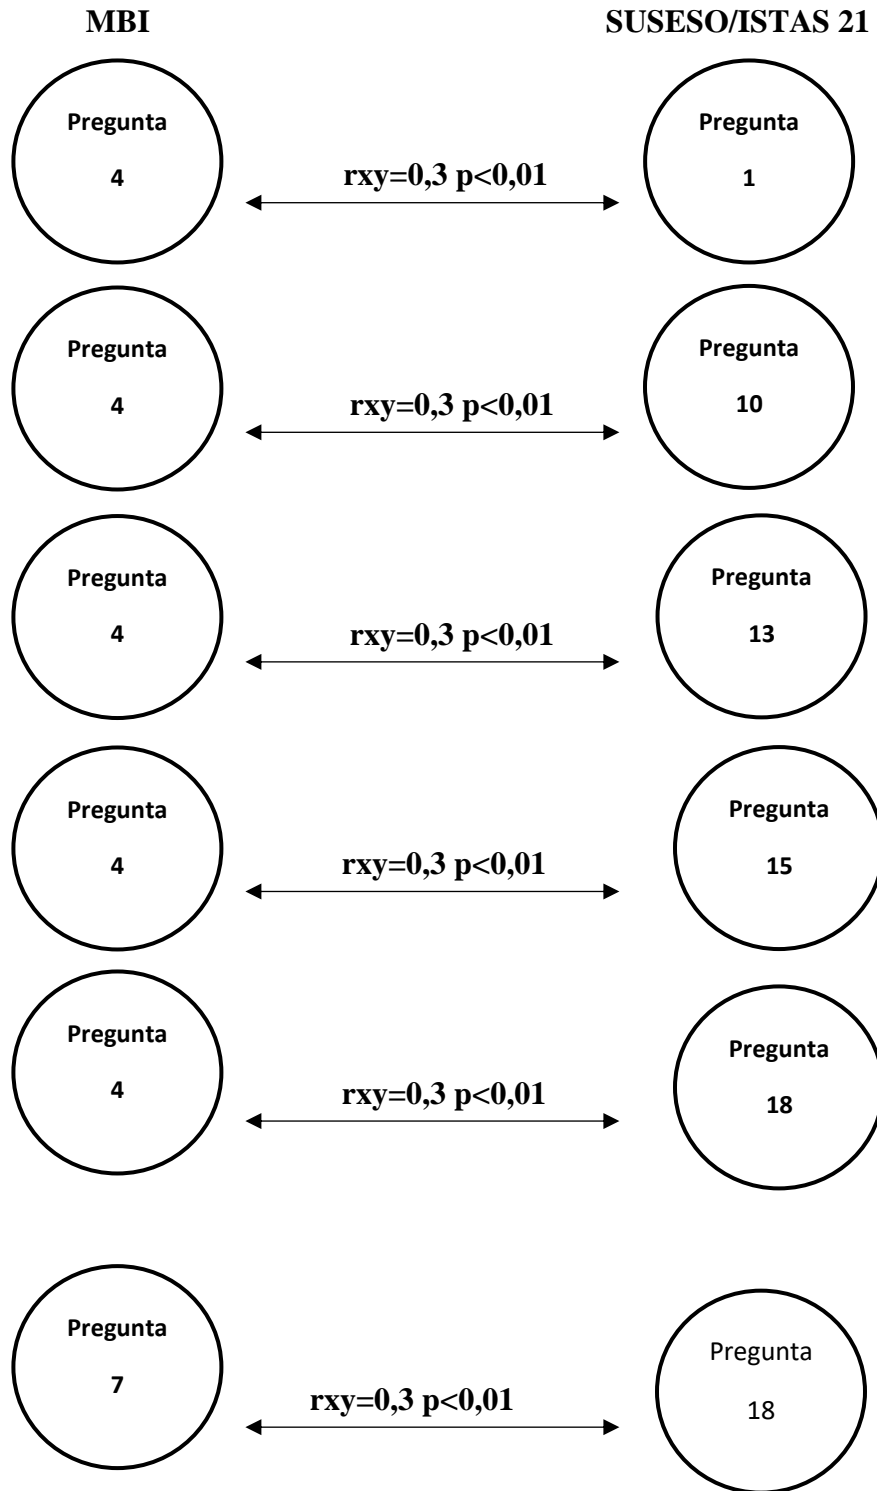 MBI SUSESO/ISTAS 21
Pregunta
4
rxy=0,3 p<0,01
Pregunta
1
Pregunta
4
rxy=0,3 p<0,01
Pregunta
10
Pregunta
4
rxy=0,3 p<0,01
Pregunta
13
Pregunta
4
rxy=0,3 p<0,01
Pregunta
15
Pregunta
4
rxy=0,3 p<0,01
Pregunta
18
Pregunta
7
rxy=0,3 p<0,01
Pregunta
18